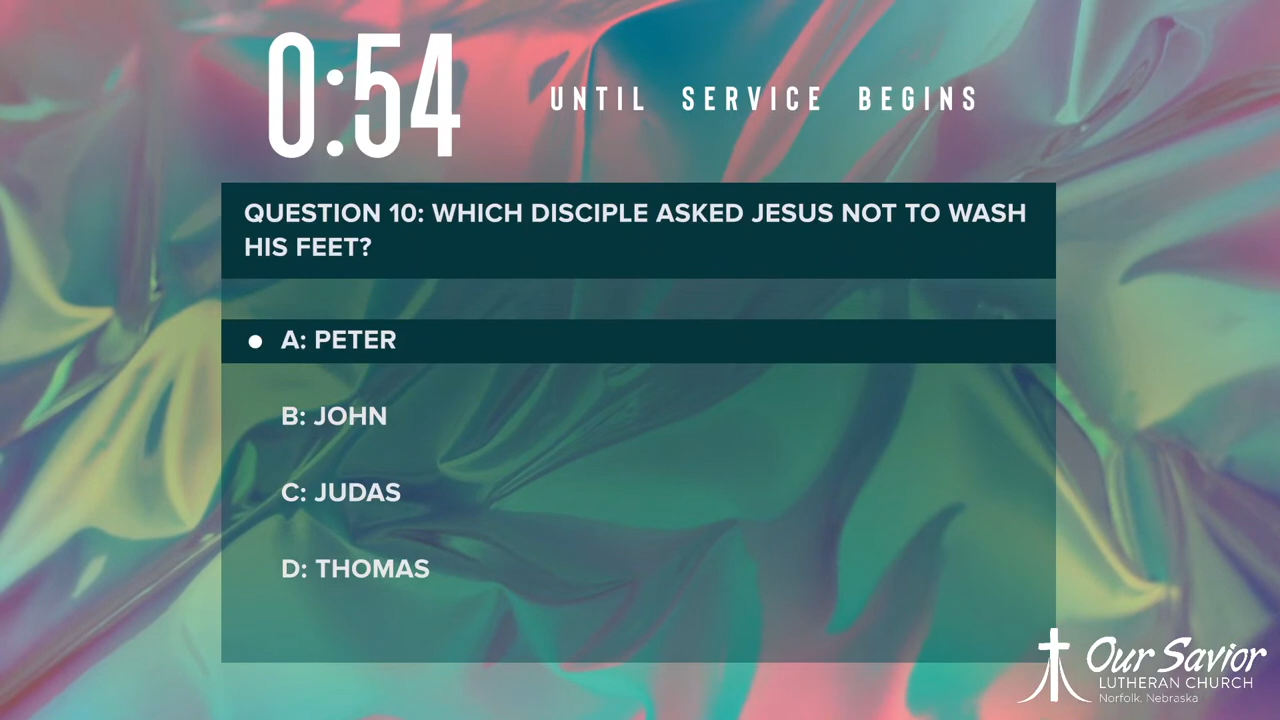 0:54 UNTIL SERVICE BEGINS
QUESTION 10: WHICH DISCIPLE ASKED JESUS NOT TO WASH
HIS FEET?
A: PETER
B: JOHN
C: JUDAS
D: THOMAS
Our Savior
LUTHERAN CHURCH
Norfolk, Nebraska